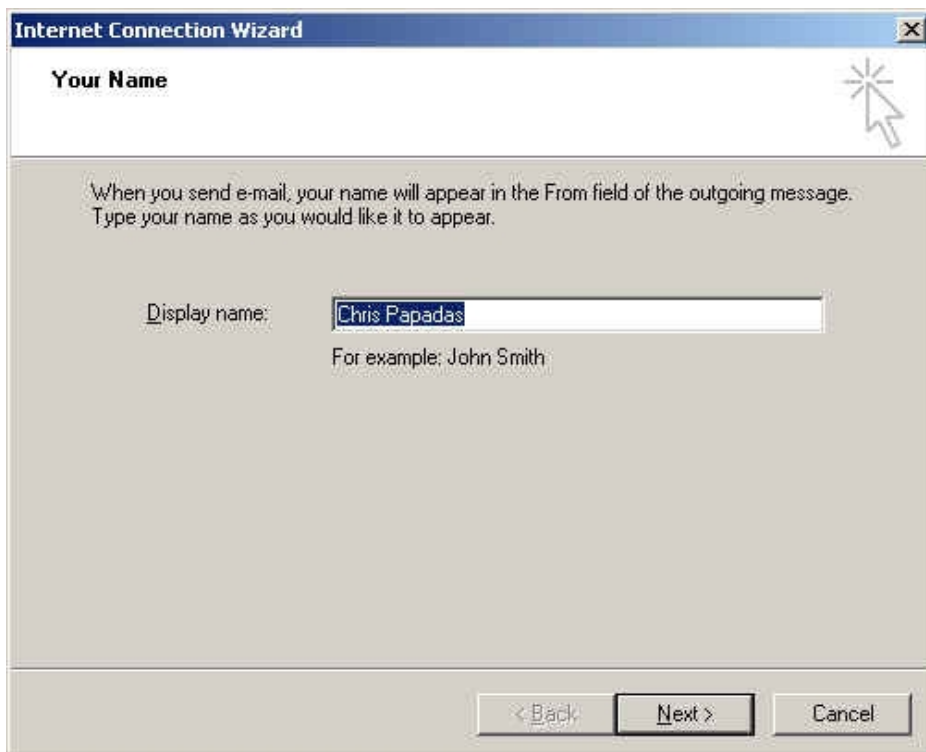 Internet Connection Wizard
Your Name
When you send e-mail, your name will appear in the From field of the outgoing message.
Type your name as you would like it to appear.
Display name: Chris Papadas
For example: John Smith
< Back Next > Cancel